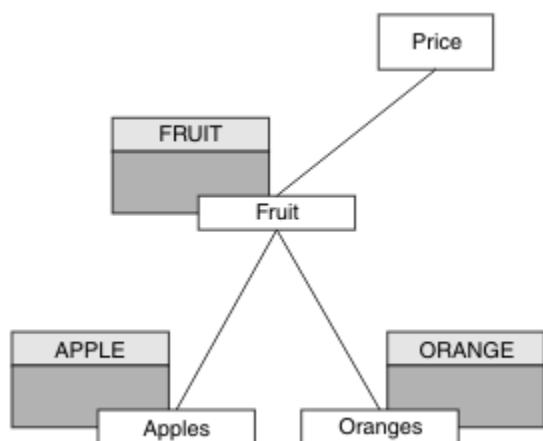 Price
FRUIT
Fruit
APPLE
ORANGE
Apples
Oranges